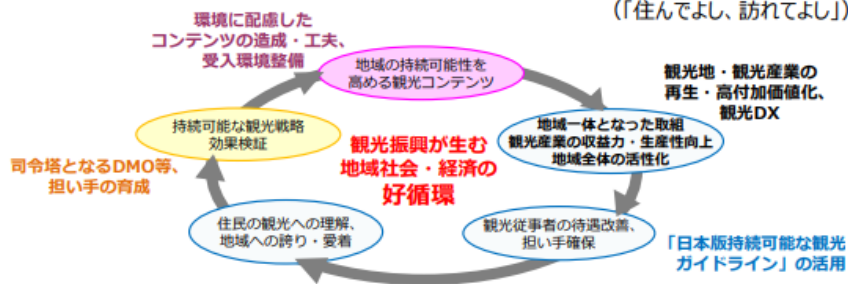 （「住んでよし、訪れてよし」）
環境に配慮した
コンテンツの造成・工夫、
受入環境整備
地域の持続可能性を
高める観光コンテンツ
観光地・観光産業の
再生・高付加価値化、
観光DX
地域一体となった取組
観光産業の収益力・生産性向上
地域全体の活性化
持続可能な観光戦略
効果検証
観光振興が生む
地域社会・経済の
好循環
司令塔となるDMO等、
担い手の育成
住民の観光への理解、
地域への誇り・愛着
観光従事者の待遇改善、
担い手確保
「日本版持続可能な観光
ガイドライン」の活用